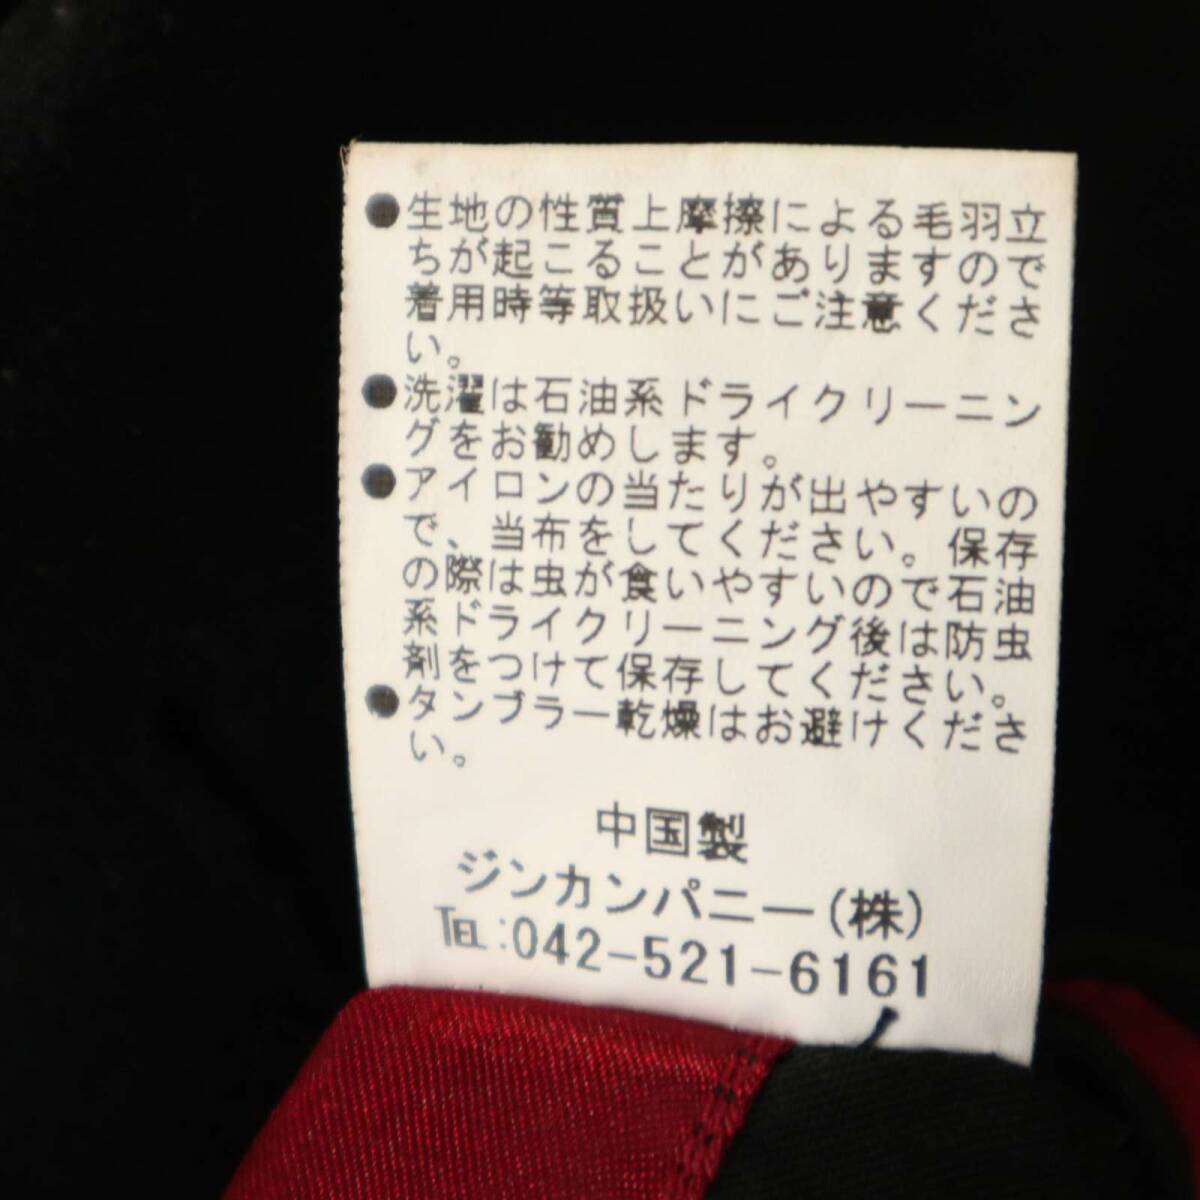 ●生地の性質上摩擦による毛羽立
ちが起こることがありますので
着用時等取扱いにご注意くださ
い。
●洗濯は石油系ドライクリーニン
グをお勧めします。
●アイロンの当たりが出やすいの
で、当布をしてください。保存
の際は虫が食いやすいので石油
系ドライクリーニング後は防虫
剤をつけて保存してください。
●タンブラー乾燥はお避けくださ
い。
中国製
ジンカンパニー(株)
TEL:042-521-6161